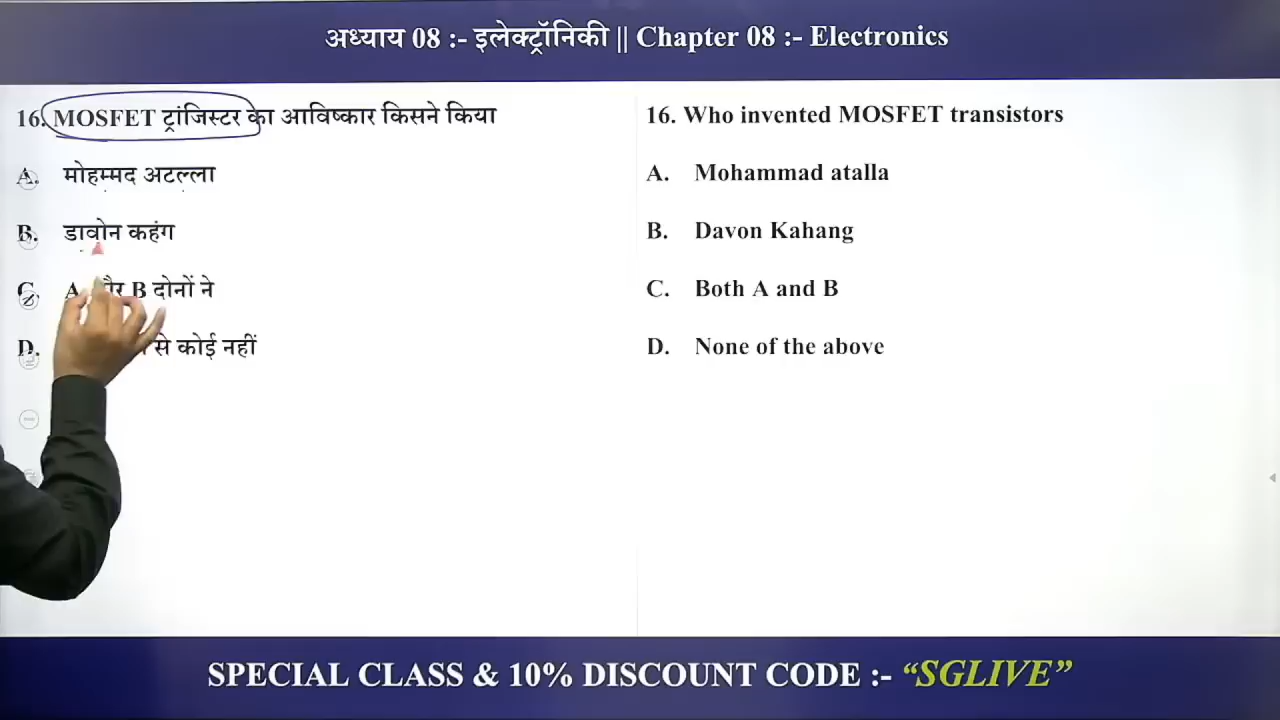 अध्याय 08 :- इलेक्ट्रॉनिकी || Chapter 08 :- Electronics
16. MOSFET ट्रांजिस्टर का आविष्कार किसने किया
A. मोहम्मद अटल्ला
B. डावोन कहंग
C. A B दोनों ने
D. से कोई नहीं
16. Who invented MOSFET transistors
A. Mohammad atalla
B. Davon Kahang
C. Both A and B
D. None of the above
SPECIAL CLASS & 10% DISCOUNT CODE :- “SGLIVE”